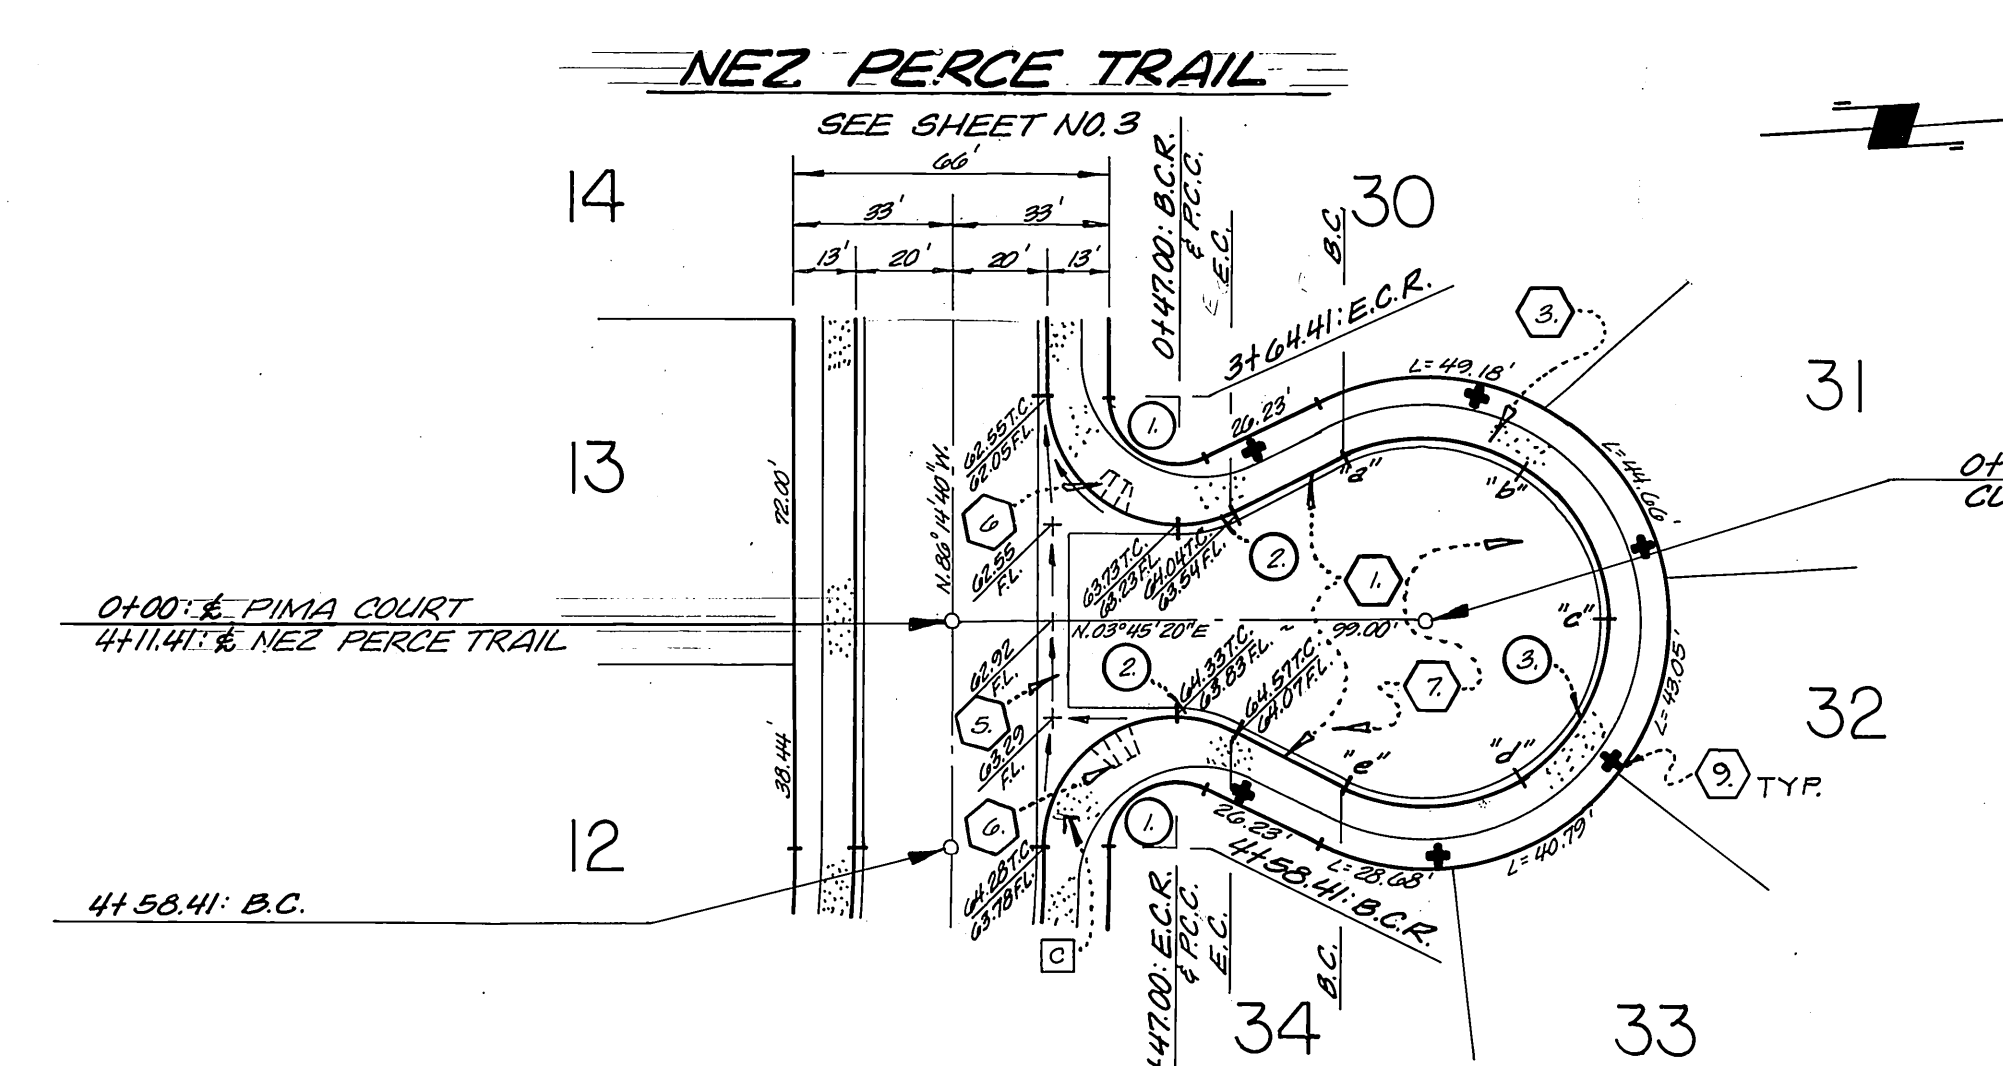 NEZ PERCE TRAIL
SEE SHEET NO. 3
66'
33'
33'
13'
20'
20'
13'
14
30
0+47.00: B.C.R.
& P.C.C.
E.C.
B.C.
3+64.41: E.C.R.
3.
L=49.18'
31
1.
26.23'
62.55 T.C.
62.05 F.L.
"a"
"b"
L=44.66'
0+
CU
13
72.00'
N. 86° 14' 40" W.
6
62.55
F.L.
63.73 T.C.
63.23 F.L.
64.04 T.C.
63.54 F.L.
2.
1.
0+00: ℄ PIMA COURT
4+11.41: ℄ NEZ PERCE TRAIL
N.03°45'20"E ~ 99.00'
"c"
62.92
F.L.
2.
64.33 T.C.
63.83 F.L.
64.57 T.C.
64.07 F.L.
7.
3.
L=43.05'
32
5.
63.29
F.L.
38.44'
"e"
"d"
9. TYP.
12
6.
1.
26.23'
4+58.41: B.C.R.
L=28.68'
L=40.79'
64.28 T.C.
63.78 F.L.
4+58.41: B.C.
C
47.00: E.C.R.
& P.C.C.
E.C.
B.C.
34
33